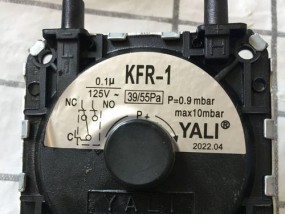 KFR-1
0.1µ
125V~
39/55Pa
P=0.9 mbar
max10mbar
NC
NO
C
P+
YALI®
2022.04
YALI